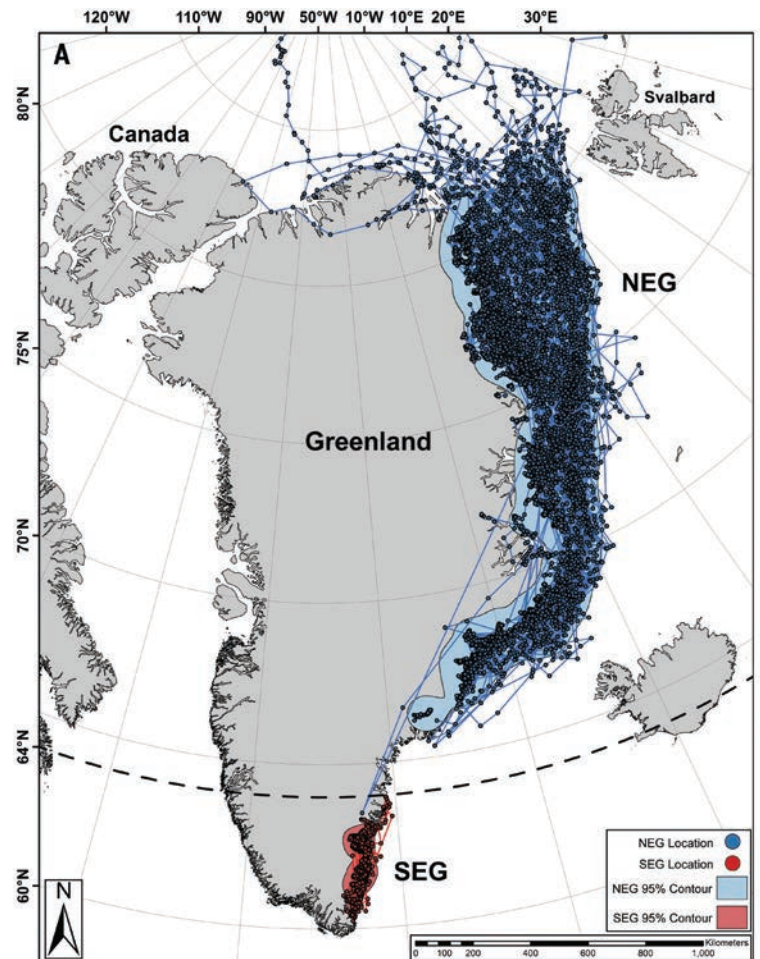 120°W 110°W 90°W 50°W 10°W 10°E 20°E 30°E
A
80°N
Svalbard
Canada
NEG
75°N
Greenland
70°N
64°N
60°N
SEG
N
NEG Location
SEG Location
NEG 95% Contour
SEG 95% Contour
Kilometers
0 100 200 400 600 800 1,000